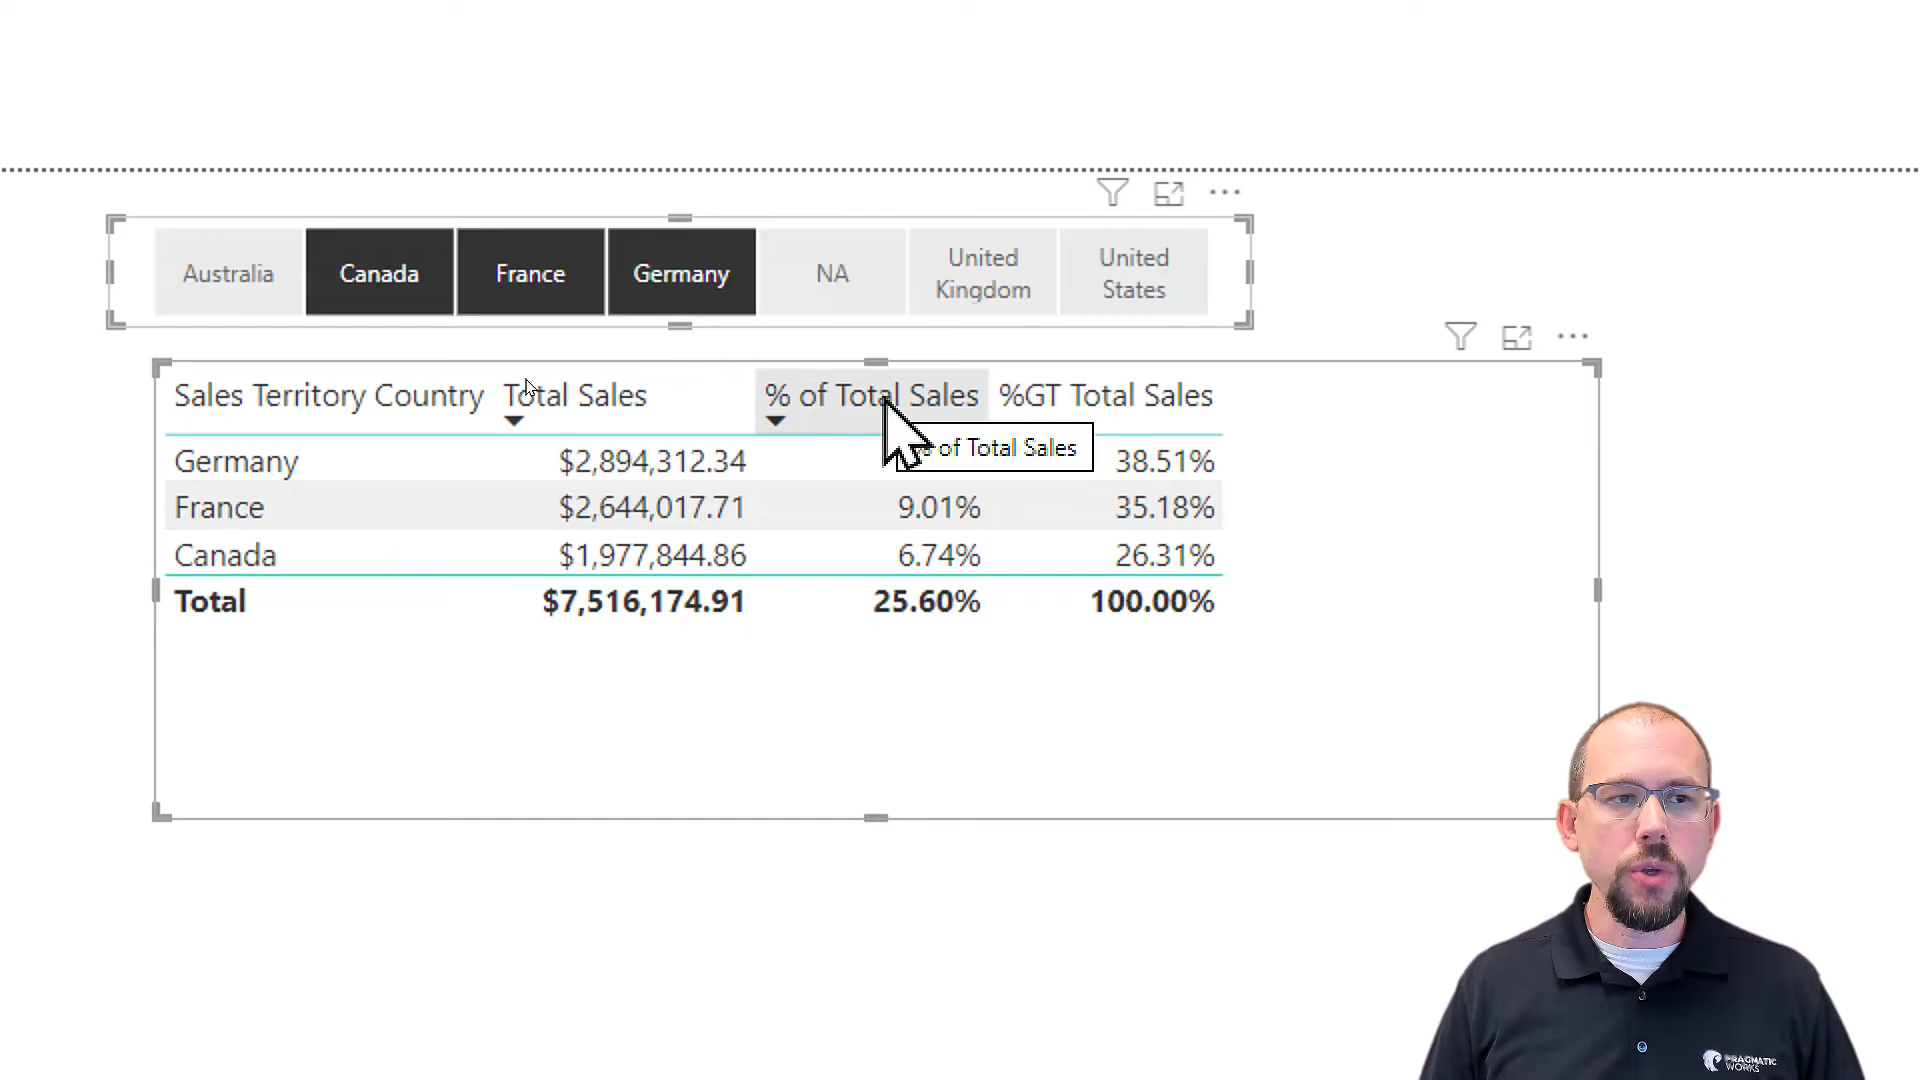 Australia
Canada
France
Germany
NA
United
Kingdom
United
States
Sales Territory Country Total Sales % of Total Sales %GT Total Sales
of Total Sales
Germany $2,894,312.34 38.51%
France $2,644,017.71 9.01% 35.18%
Canada $1,977,844.86 6.74% 26.31%
Total $7,516,174.91 25.60% 100.00%
PRAGMATIC
WORKS